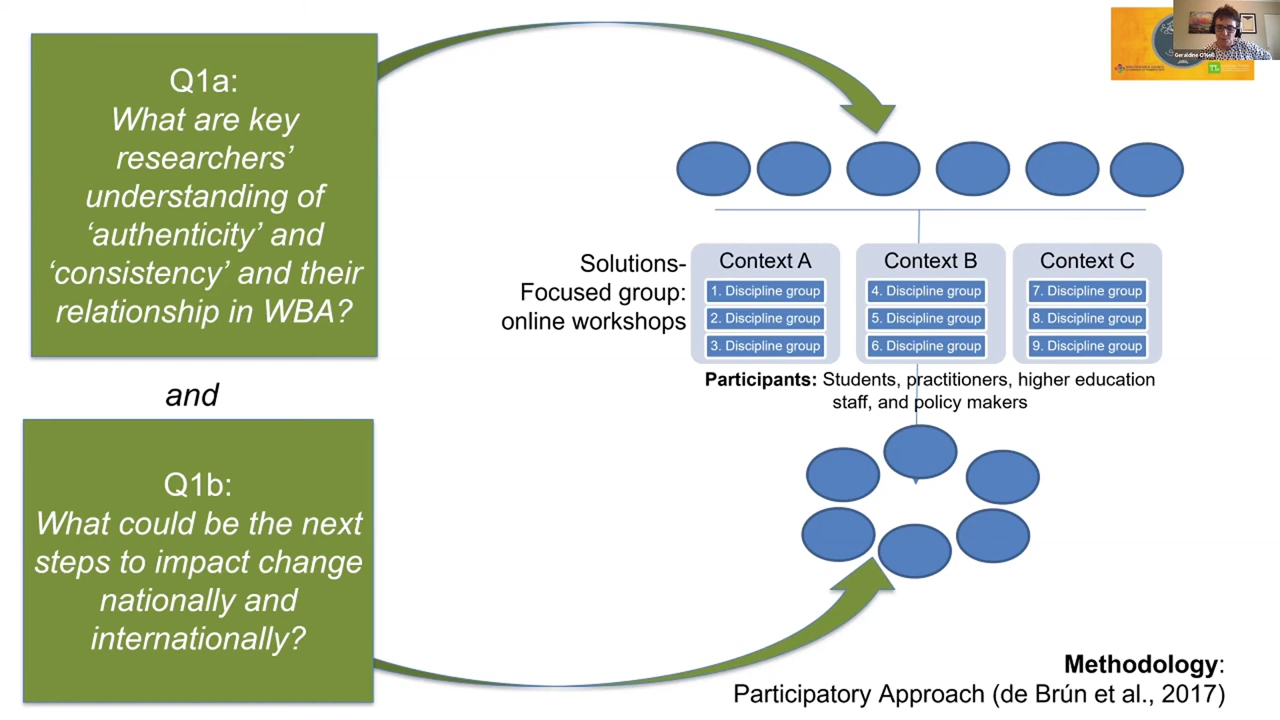 Q1a:
What are key
researchers’
understanding of
‘authenticity’ and
‘consistency’ and their
relationship in WBA?
and
Q1b:
What could be the next
steps to impact change
nationally and
internationally?
Geraldine O'Neill
Solutions-
Focused group:
online workshops
Context A
1. Discipline group
2. Discipline group
3. Discipline group
Context B
4. Discipline group
5. Discipline group
6. Discipline group
Context C
7. Discipline group
8. Discipline group
9. Discipline group
Participants: Students, practitioners, higher education
staff, and policy makers
Methodology:
Participatory Approach (de Brún et al., 2017)